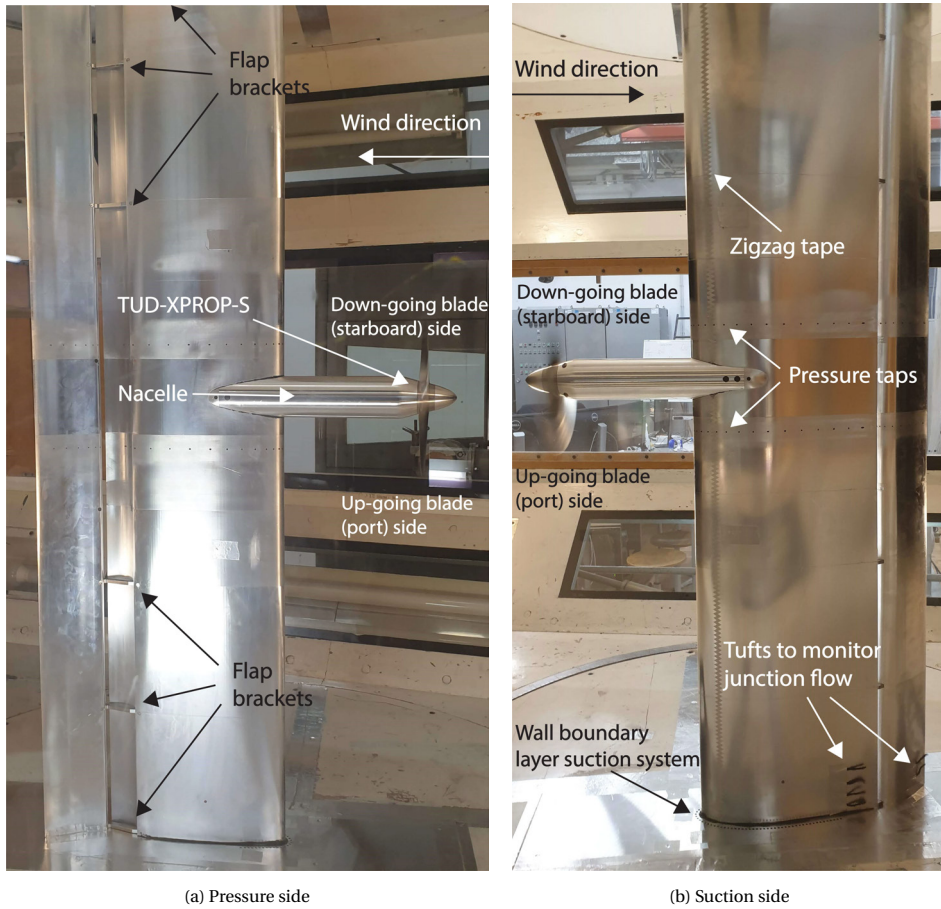 Flap
brackets
Wind direction
TUD-XPROP-S
Down-going blade
(starboard) side
Nacelle
Up-going blade
(port) side
Flap
brackets
(a) Pressure side
Wind direction
Zigzag tape
Down-going blade
(starboard) side
Pressure taps
Up-going blade
(port) side
Tufts to monitor
junction flow
Wall boundary
layer suction system
(b) Suction side